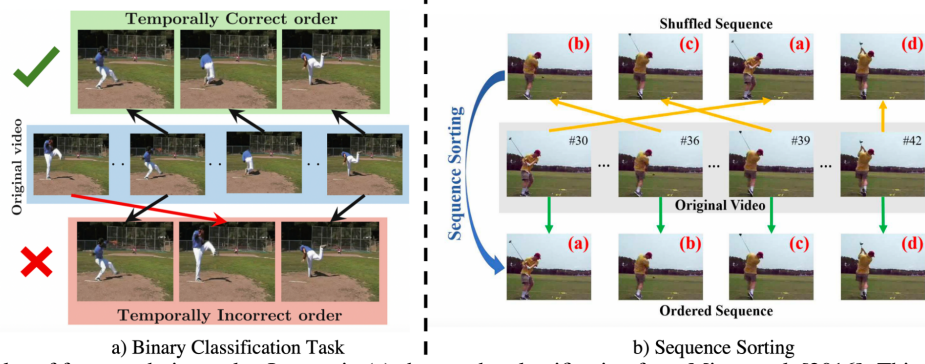 Temporally Correct order
Original video
Temporally Incorrect order
a) Binary Classification Task
Shuffled Sequence
(b) (c) (a) (d)
Sequence Sorting
#30 ... #36 ... #39 ... #42
Original Video
(a) (b) (c) (d)
Ordered Sequence
b) Sequence Sorting